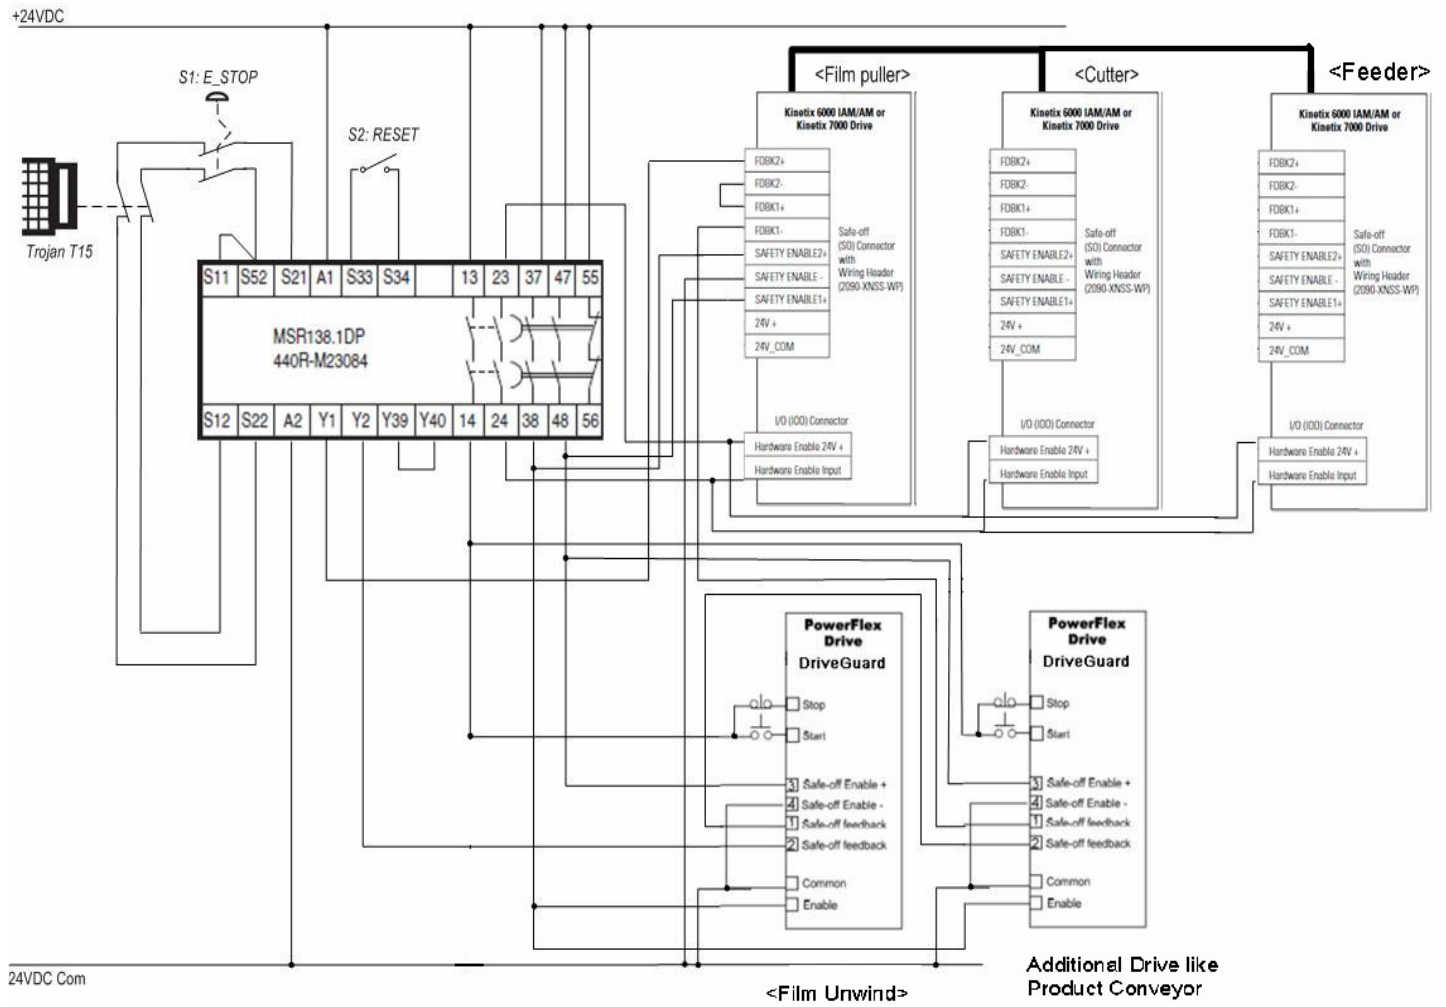 +24VDC
S1: E_STOP
S2: RESET
Trojan T15
S11 S52 S21 A1 S33 S34 13 23 37 47 55
MSR138.1DP
440R-M23084
S12 S22 A2 Y1 Y2 Y39 Y40 14 24 38 48 56
<Film puller>
Kinetix 6000 IAM/AM or
Kinetix 7000 Drive
FDBK2+
FDBK2-
FDBK1+
FDBK1-
SAFETY ENABLE2+
SAFETY ENABLE -
SAFETY ENABLE1+
24V +
24V_COM
Safe-off
(SO) Connector
with
Wiring Header
(2090-XNSS-WP)
I/O (IOD) Connector
Hardware Enable 24V +
Hardware Enable Input
<Cutter>
Kinetix 6000 IAM/AM or
Kinetix 7000 Drive
FDBK2+
FDBK2-
FDBK1+
FDBK1-
SAFETY ENABLE2+
SAFETY ENABLE -
SAFETY ENABLE1+
24V +
24V_COM
Safe-off
(SO) Connector
with
Wiring Header
(2090-XNSS-WP)
I/O (IOD) Connector
Hardware Enable 24V +
Hardware Enable Input
<Feeder>
Kinetix 6000 IAM/AM or
Kinetix 7000 Drive
FDBK2+
FDBK2-
FDBK1+
FDBK1-
SAFETY ENABLE2+
SAFETY ENABLE -
SAFETY ENABLE1+
24V +
24V_COM
Safe-off
(SO) Connector
with
Wiring Header
(2090-XNSS-WP)
I/O (IOD) Connector
Hardware Enable 24V +
Hardware Enable Input
PowerFlex
Drive
DriveGuard
Stop
Start
3 Safe-off Enable +
4 Safe-off Enable -
1 Safe-off feedback
2 Safe-off feedback
Common
Enable
<Film Unwind>
PowerFlex
Drive
DriveGuard
Stop
Start
3 Safe-off Enable +
4 Safe-off Enable -
1 Safe-off feedback
2 Safe-off feedback
Common
Enable
Additional Drive like
Product Conveyor
24VDC Com